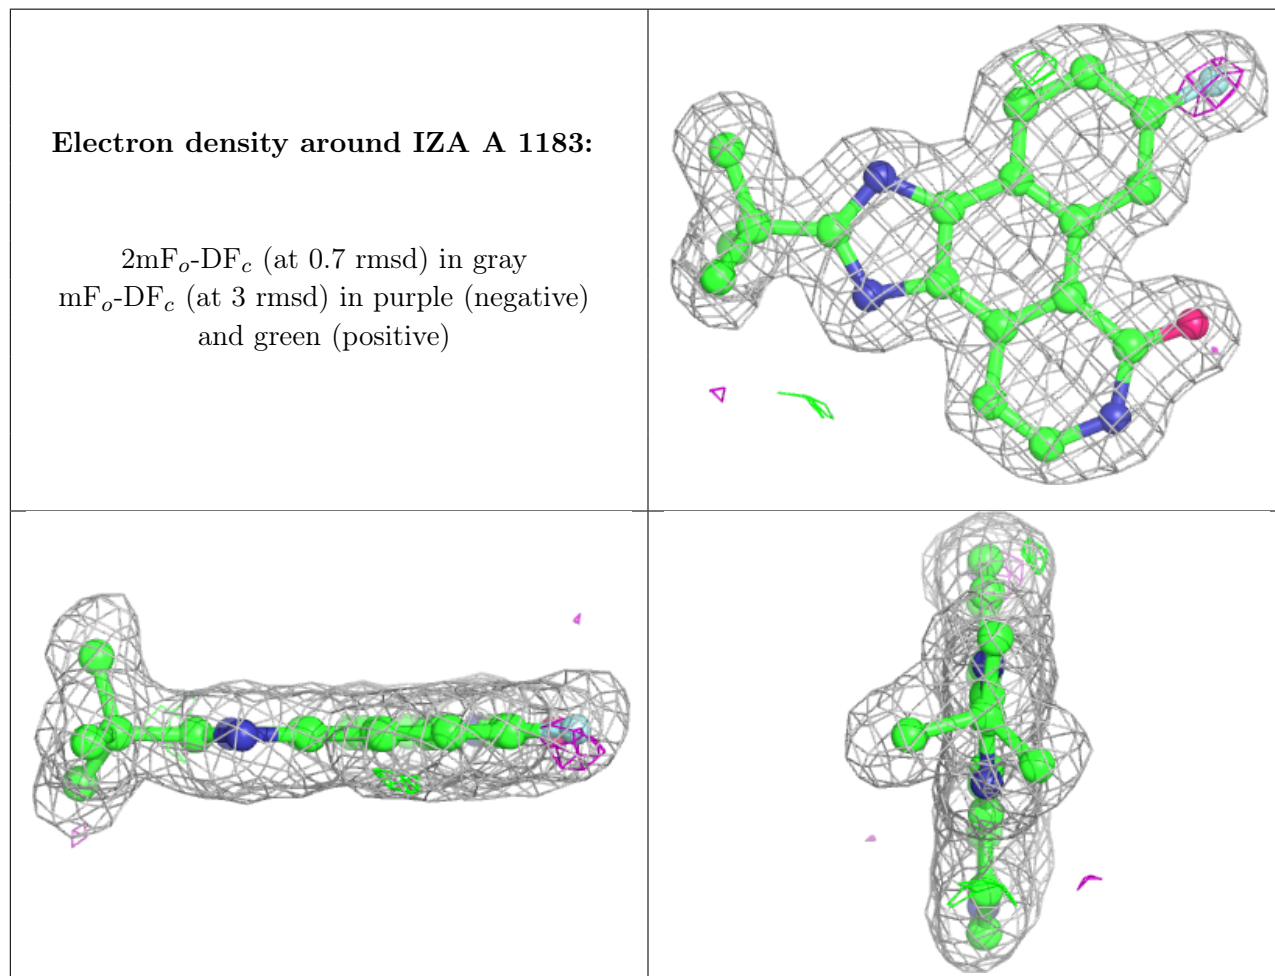 Electron density around IZA A 1183:
2mFo-DFc (at 0.7 rmsd) in gray
mFo-DFc (at 3 rmsd) in purple (negative)
and green (positive)